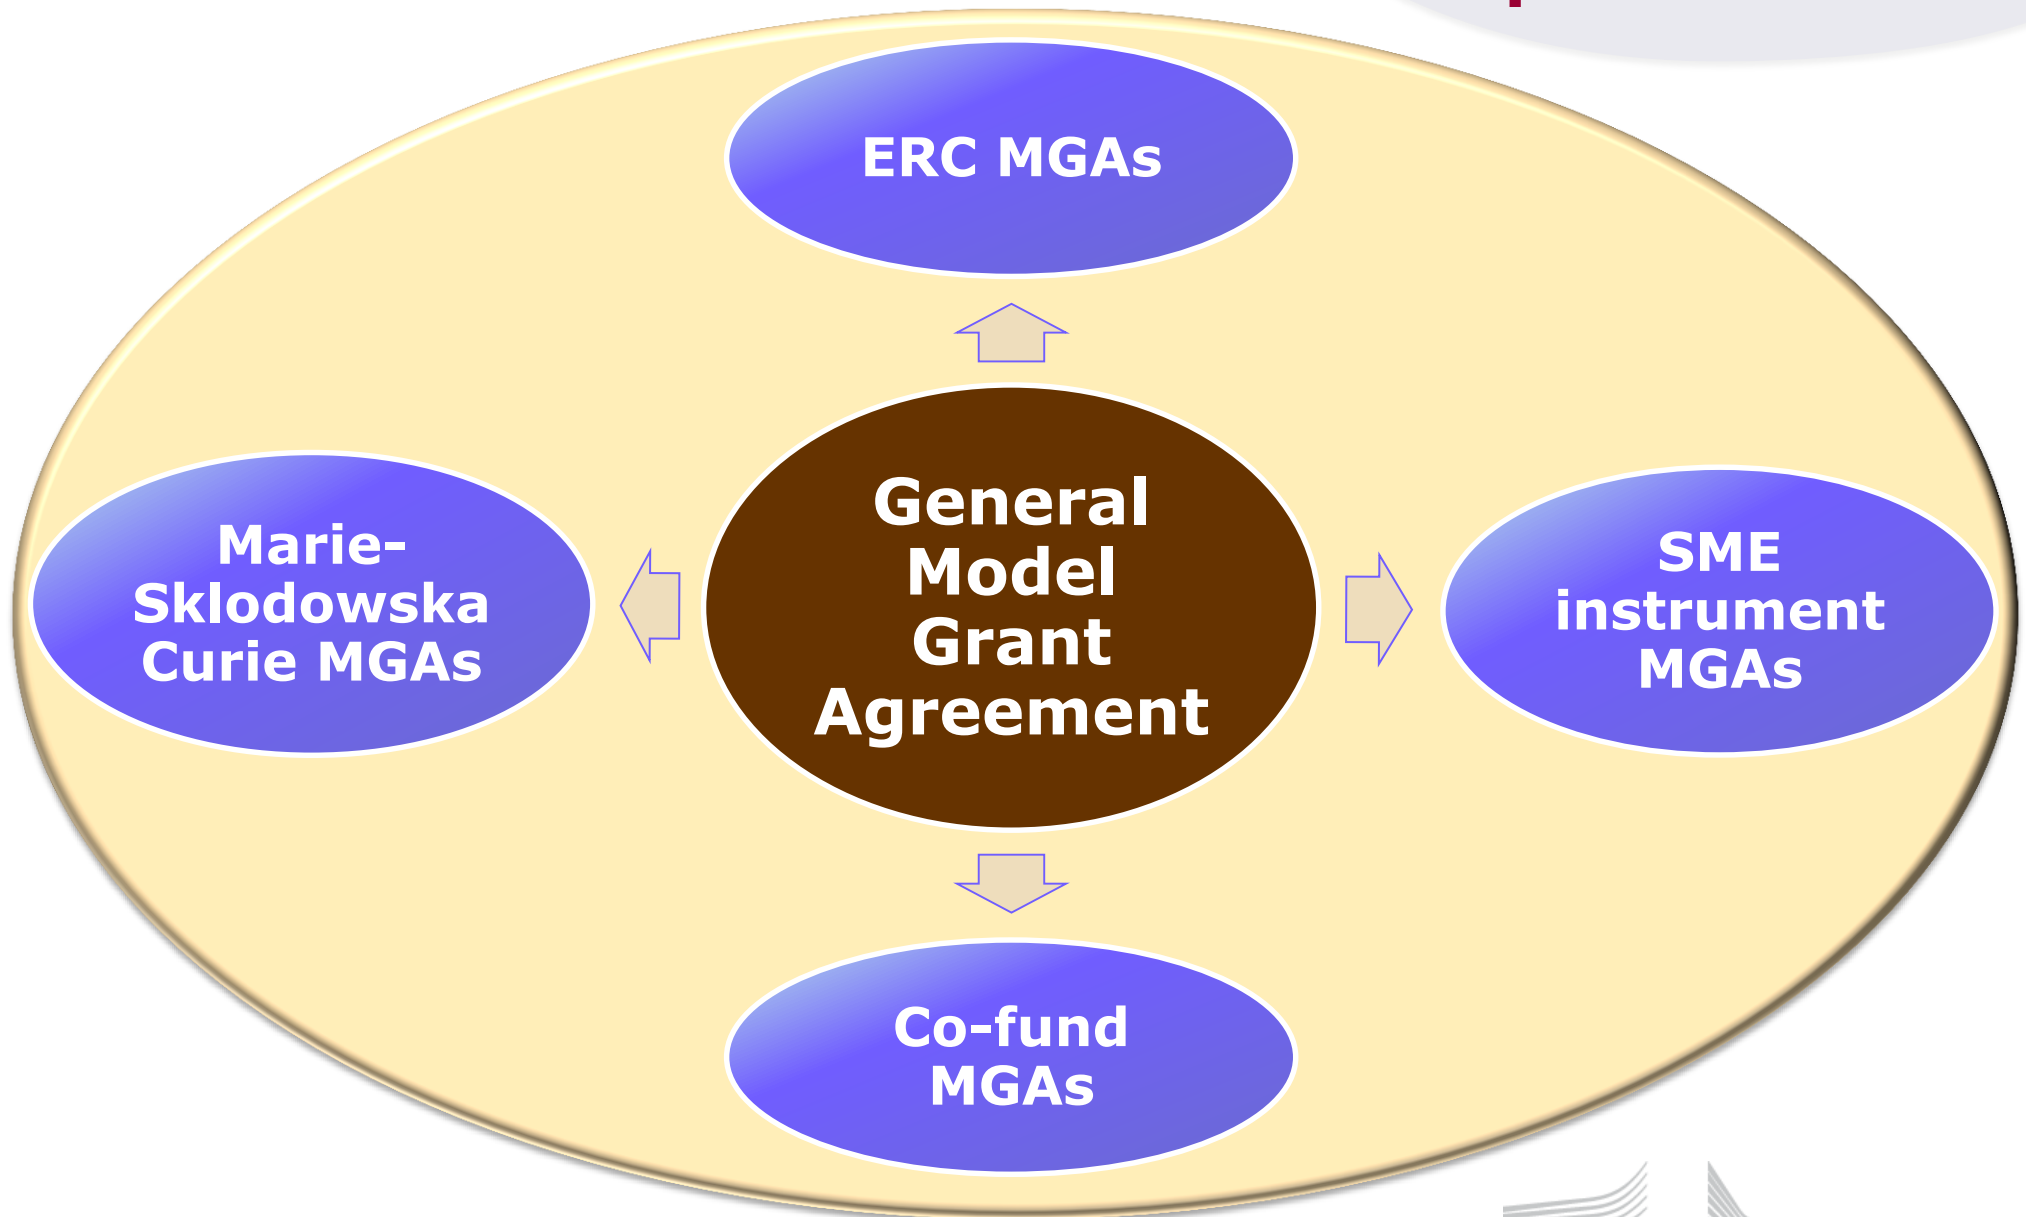 ERC MGAs
General
Model
Grant
Agreement
Marie-
Sklodowska
Curie MGAs
SME
instrument
MGAs
Co-fund
MGAs